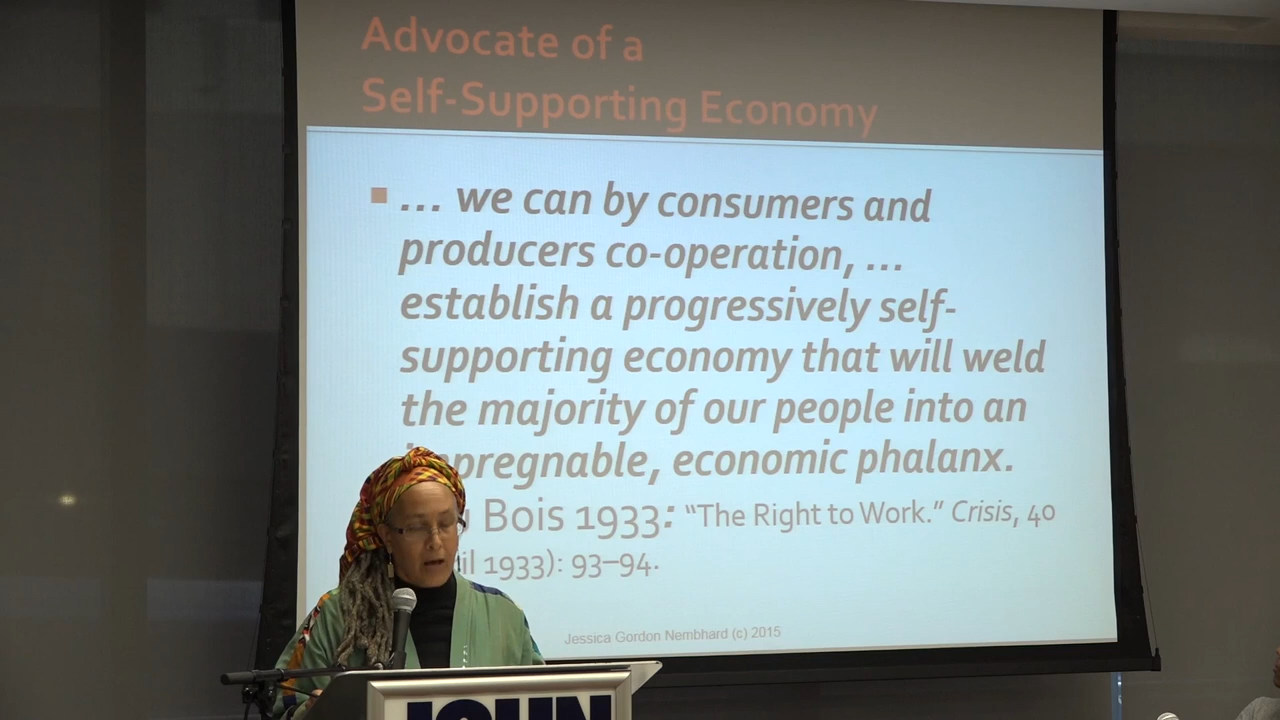 Advocate of a
Self-Supporting Economy
… we can by consumers and
producers co-operation, …
establish a progressively self-
supporting economy that will weld
the majority of our people into an
economic phalanx.
Bois 1933: “The Right to Work.” Crisis, 40
1933): 93–94.
Jessica Gordon Nembhard (c) 2015
JOHN